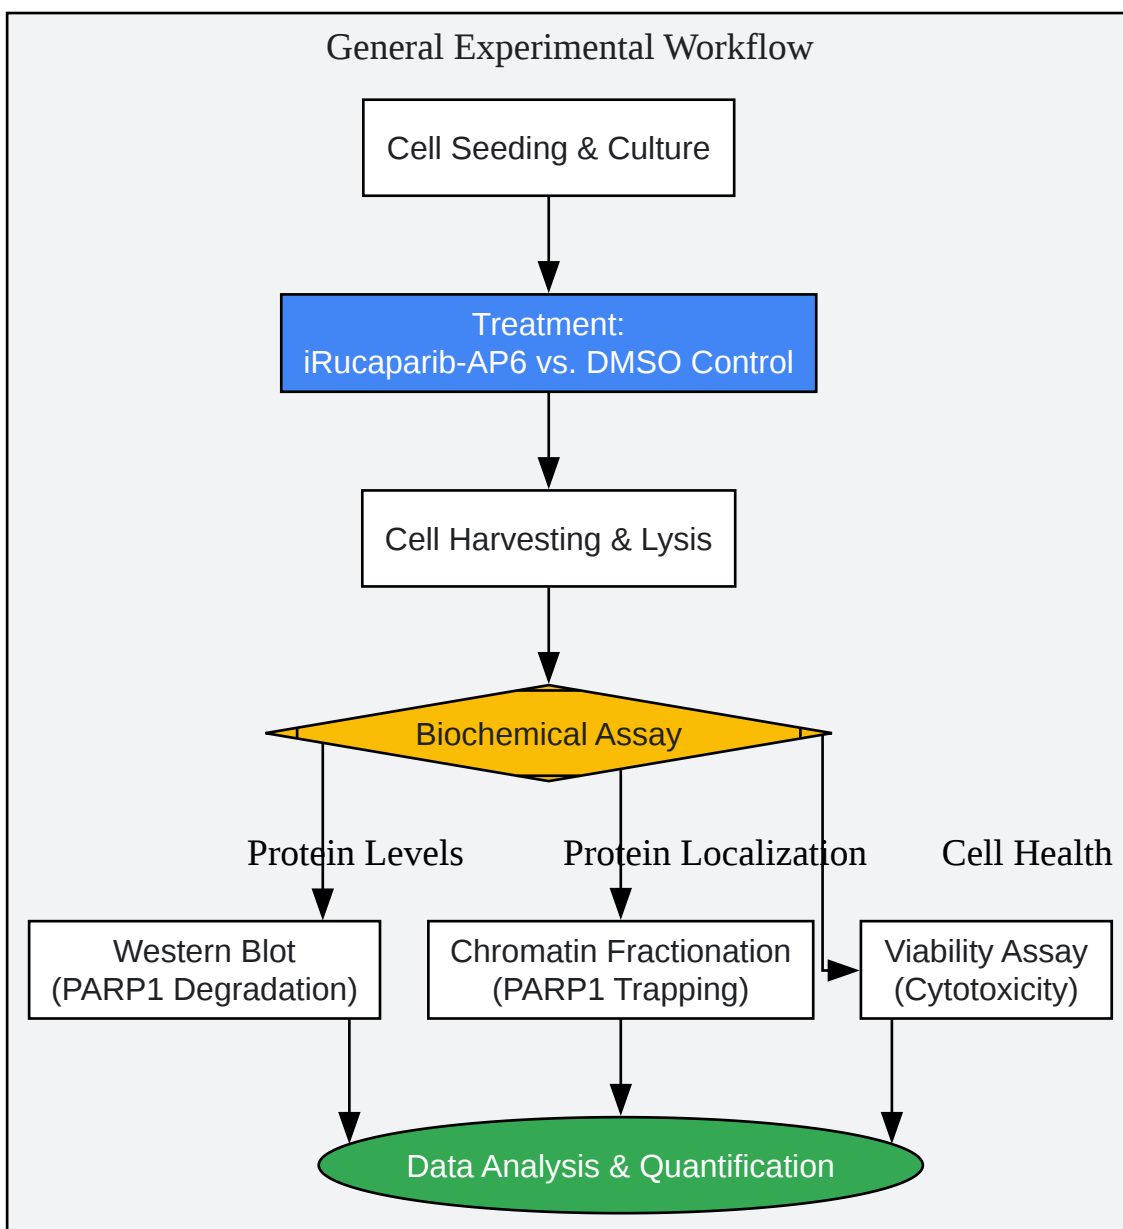 General Experimental Workflow
Cell Seeding & Culture
Treatment:
iRucaparib-AP6 vs. DMSO Control
Cell Harvesting & Lysis
Biochemical Assay
Protein Levels
Protein Localization
Cell Health
Western Blot
(PARP1 Degradation)
Chromatin Fractionation
(PARP1 Trapping)
Viability Assay
(Cytotoxicity)
Data Analysis & Quantification